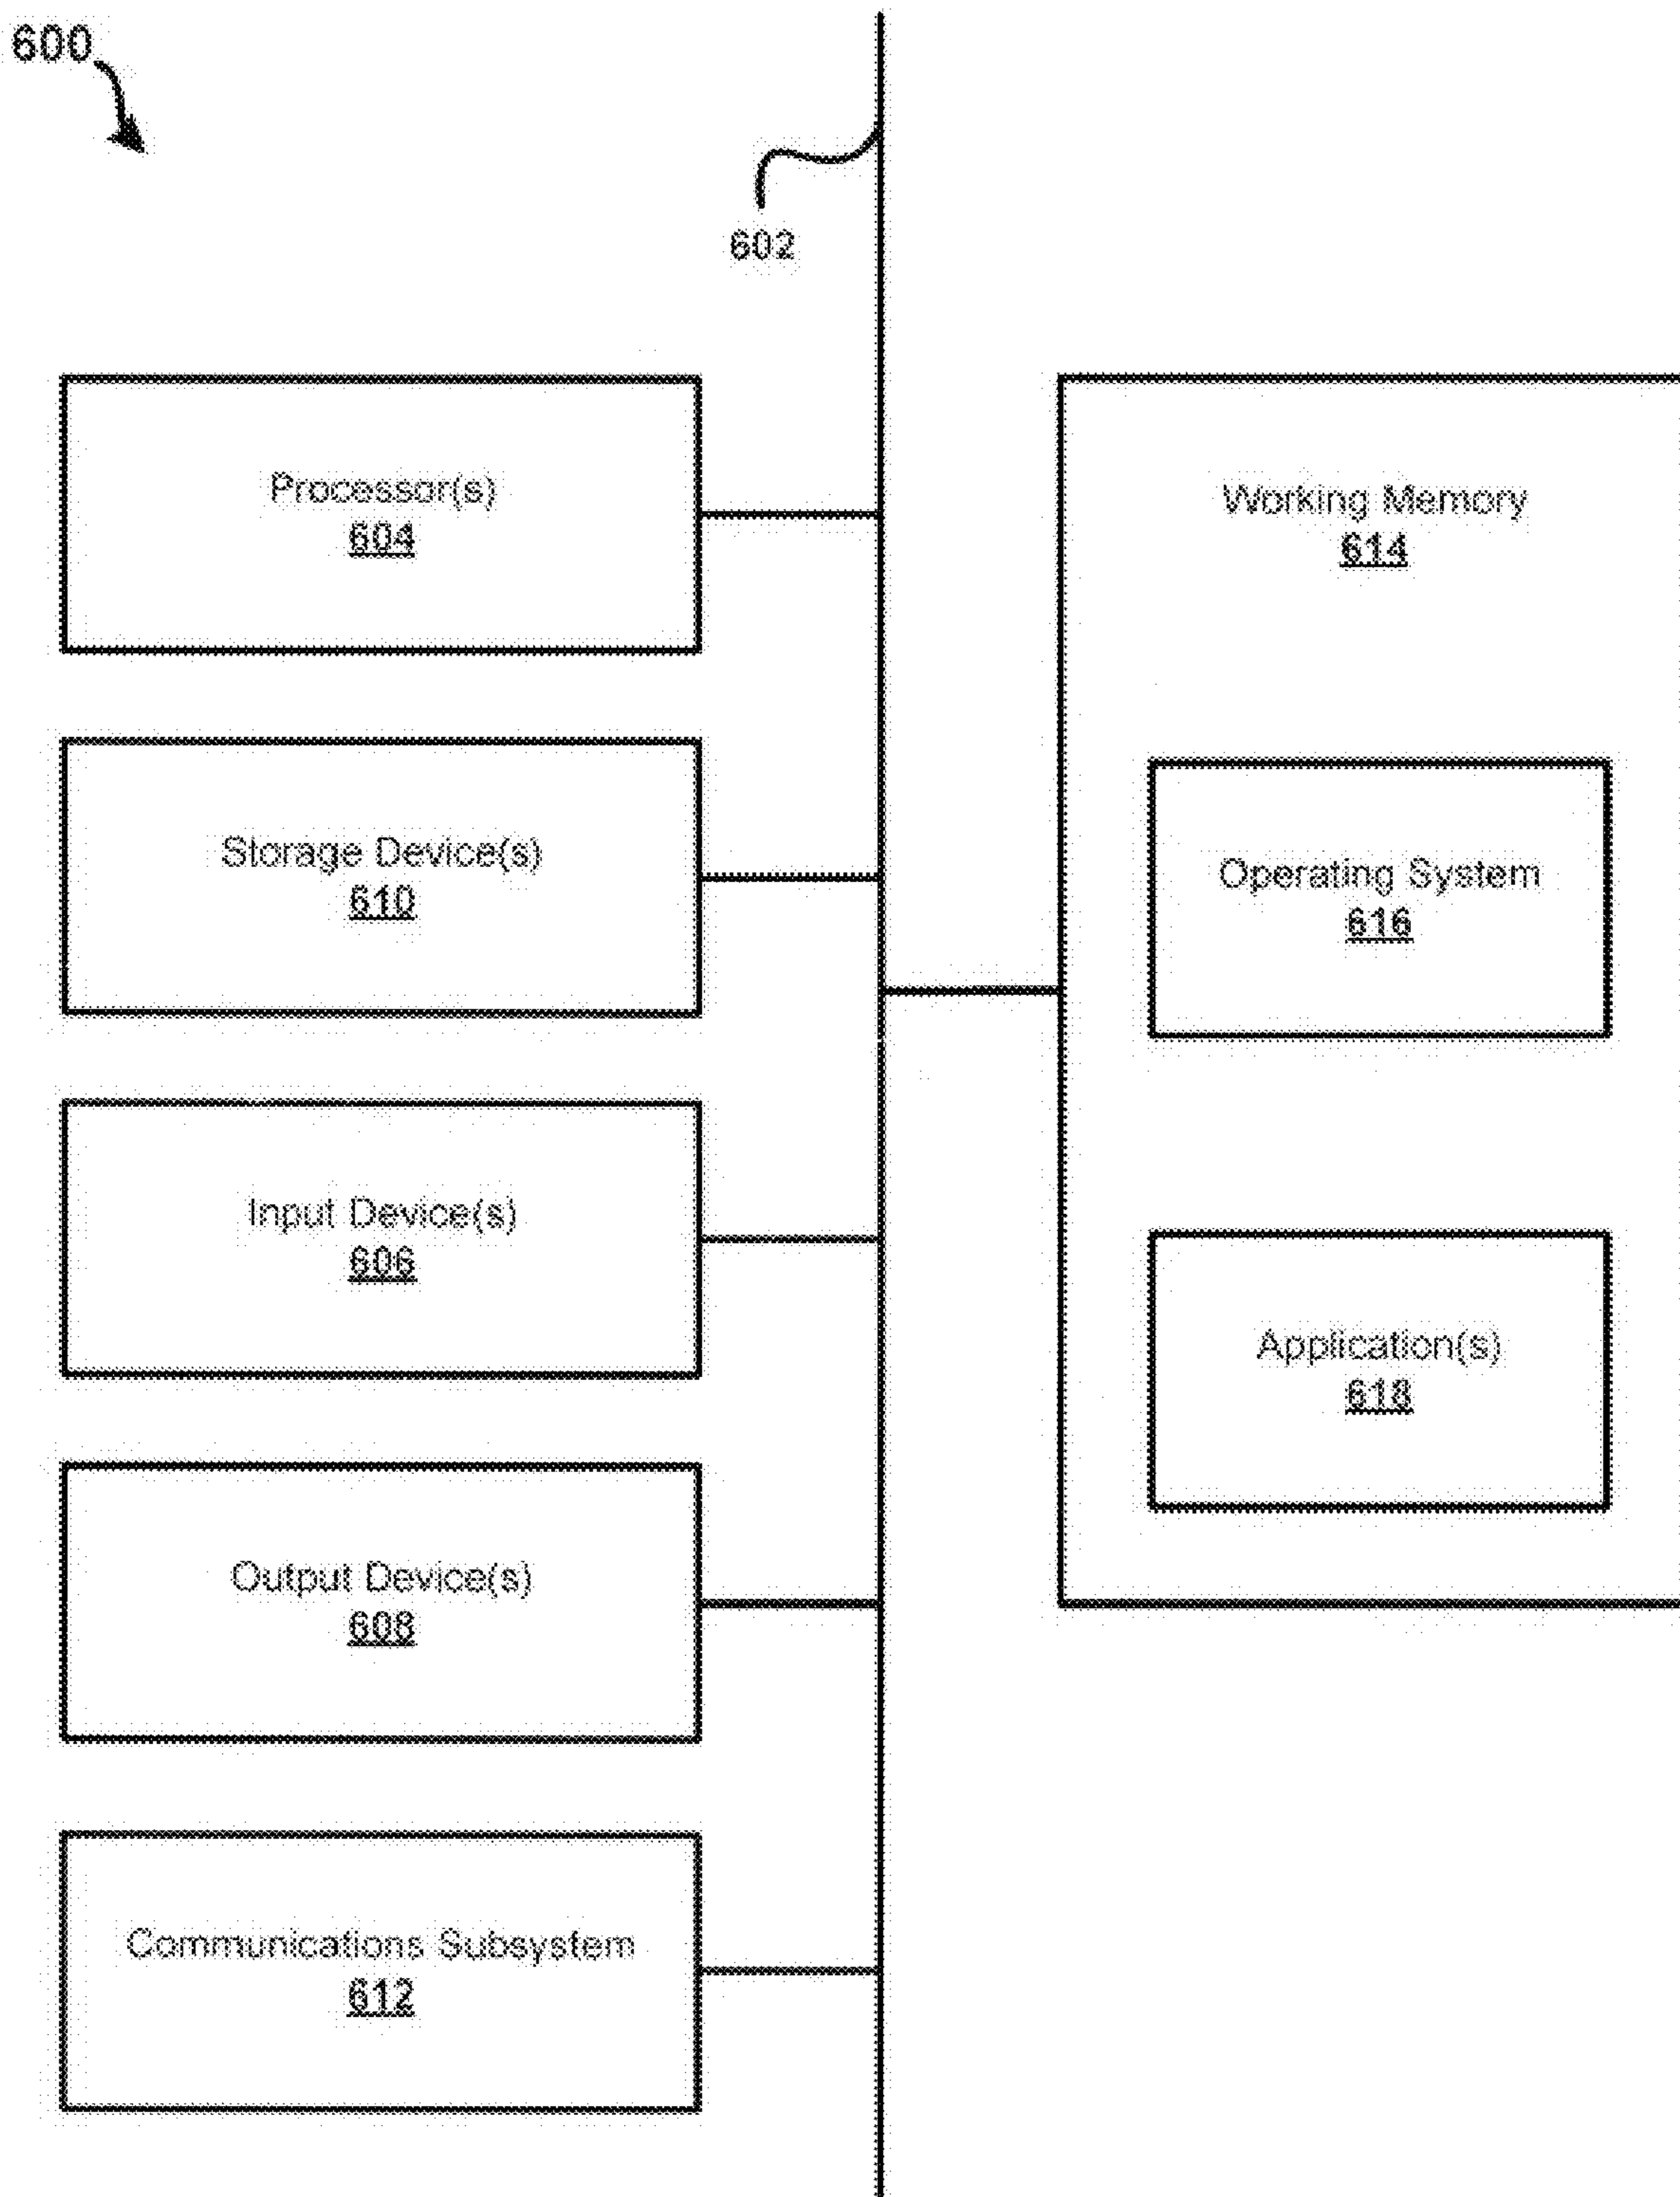 600
602
Processor(s)
604
Storage Device(s)
610
Input Device(s)
606
Output Device(s)
608
Communications Subsystem
612
Working Memory
614
Operating System
616
Application(s)
618